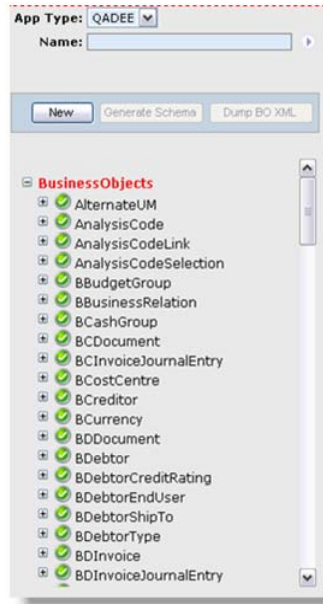 App Type: QADEE
Name:
New Generate Schema Dump BO XML
BusinessObjects
AlternateUM
AnalysisCode
AnalysisCodeLink
AnalysisCodeSelection
BBudgetGroup
BBusinessRelation
BCashGroup
BCDocument
BCInvoiceJournalEntry
BCostCentre
BCreditor
BCurrency
BDDocument
BDebtor
BDebtorCreditRating
BDebtorEndUser
BDebtorShipTo
BDebtorType
BDInvoice
BDInvoiceJournalEntry